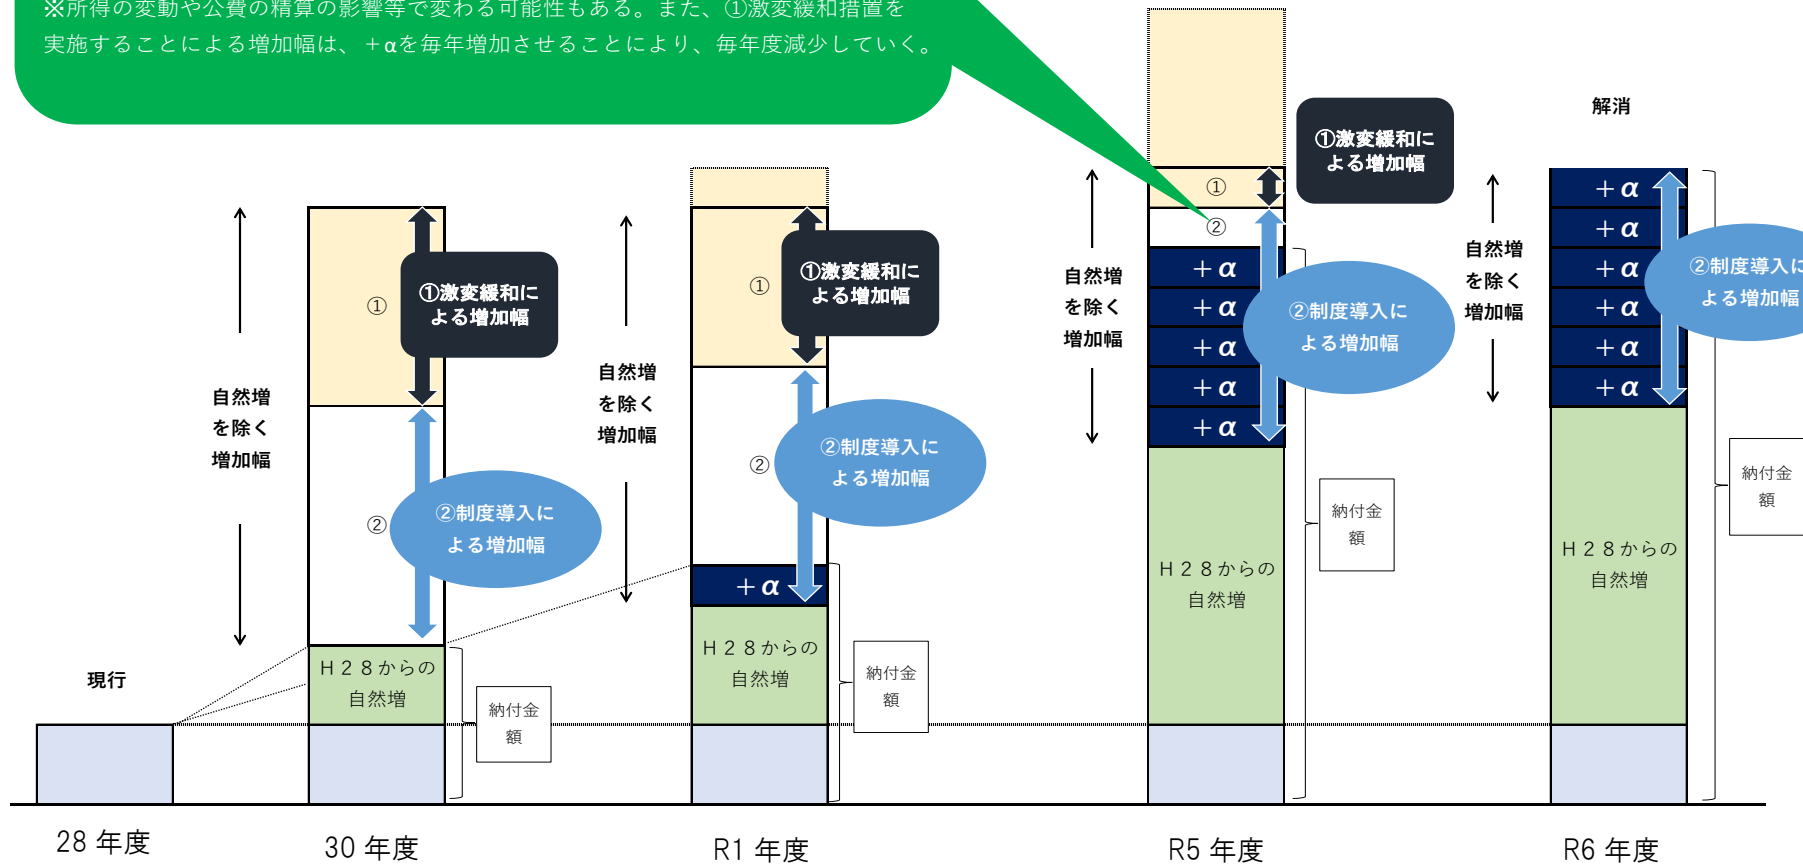 ※所得の変動や公費の精算の影響等で変わる可能性もある。また、①激変緩和措置を
実施することによる増加幅は、+αを毎年増加させることにより、毎年度減少していく。
現行
28 年度
自然増
を除く
増加幅
①
①激変緩和に
よる増加幅
②
②制度導入に
よる増加幅
H28からの
自然増
納付金
額
30 年度
自然増
を除く
増加幅
①
①激変緩和に
よる増加幅
②
②制度導入に
よる増加幅
+α
H28からの
自然増
納付金
額
R1 年度
自然増
を除く
増加幅
①
①激変緩和に
よる増加幅
②
②制度導入に
よる増加幅
+α
+α
+α
+α
+α
H28からの
自然増
納付金
額
R5 年度
解消
自然増
を除く
増加幅
+α
+α
+α
+α
+α
+α
②制度導入に
よる増加幅
H28からの
自然増
納付金
額
R6 年度